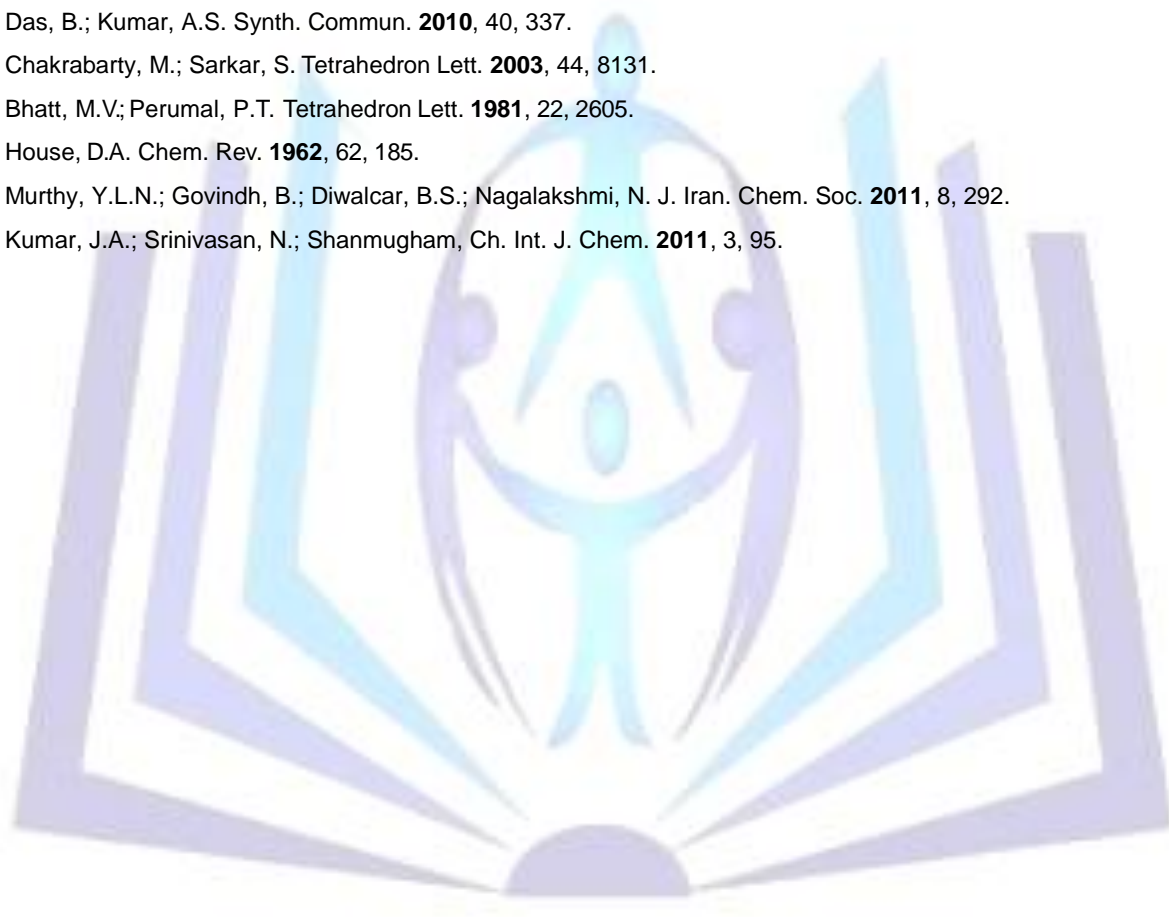 Das, B.; Kumar, A.S. Synth. Commun. 2010, 40, 337.
Chakrabarty, M.; Sarkar, S. Tetrahedron Lett. 2003, 44, 8131.
Bhatt, M.V.; Perumal, P.T. Tetrahedron Lett. 1981, 22, 2605.
House, D.A. Chem. Rev. 1962, 62, 185.
Murthy, Y.L.N.; Govindh, B.; Diwalcar, B.S.; Nagalakshmi, N. J. Iran. Chem. Soc. 2011, 8, 292.
Kumar, J.A.; Srinivasan, N.; Shanmugham, Ch. Int. J. Chem. 2011, 3, 95.